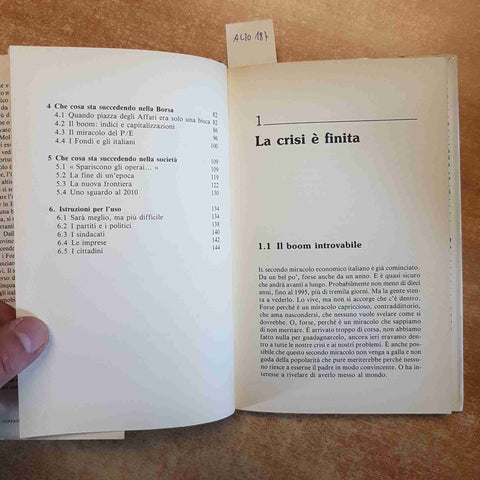 ALIO 187
4 Che cosa sta succedendo nella Borsa 82
4.1 Quando piazza degli Affari era solo una bisca 82
4.2 Il boom: indici e capitalizzazioni 90
4.3 Il miracolo del P/E 96
4.4 I Fondi e gli italiani 100
5 Che cosa sta succedendo nella società 109
5.1 « Spariscono gli operai... » 109
5.2 La fine di un'epoca 119
5.3 La nuova frontiera 122
5.4 Uno sguardo al 2010 130
6. Istruzioni per l'uso 134
6.1 Sarà meglio, ma più difficile 134
6.2 I partiti e i politici
6.3 I sindacati
6.4 Le imprese
6.5 I cittadini 144
1
La crisi è finita
1.1 Il boom introvabile
Il secondo miracolo economico italiano è già cominciato.
Da un bel po', forse anche da un anno. E è quasi sicuro
che andrà avanti a lungo. Probabilmente non meno di dieci
anni, fino al 1995, più di tremila giorni. Ma la gente stenta
a vederlo. Lo vive, ma non si accorge che c'è dentro.
Forse perché è un miracolo capriccioso, contraddittorio,
che ama nascondersi, che nessuno vuole svelare come si
dovrebbe. O, forse, perché è un miracolo che sappiamo
di non meritare. È arrivato troppo di corsa, non abbiamo
fatto nulla per guadagnarcelo, ancora ieri eravamo den-
tro a tutte le nostre crisi e ai nostri problemi. È anche pos-
sibile che questo secondo miracolo non venga a galla e non
goda della popolarità che pure meriterebbe perché nessu-
no riesce a esserne il padre in modo convincente. O ha in-
teresse a rivelare di averlo messo al mondo.